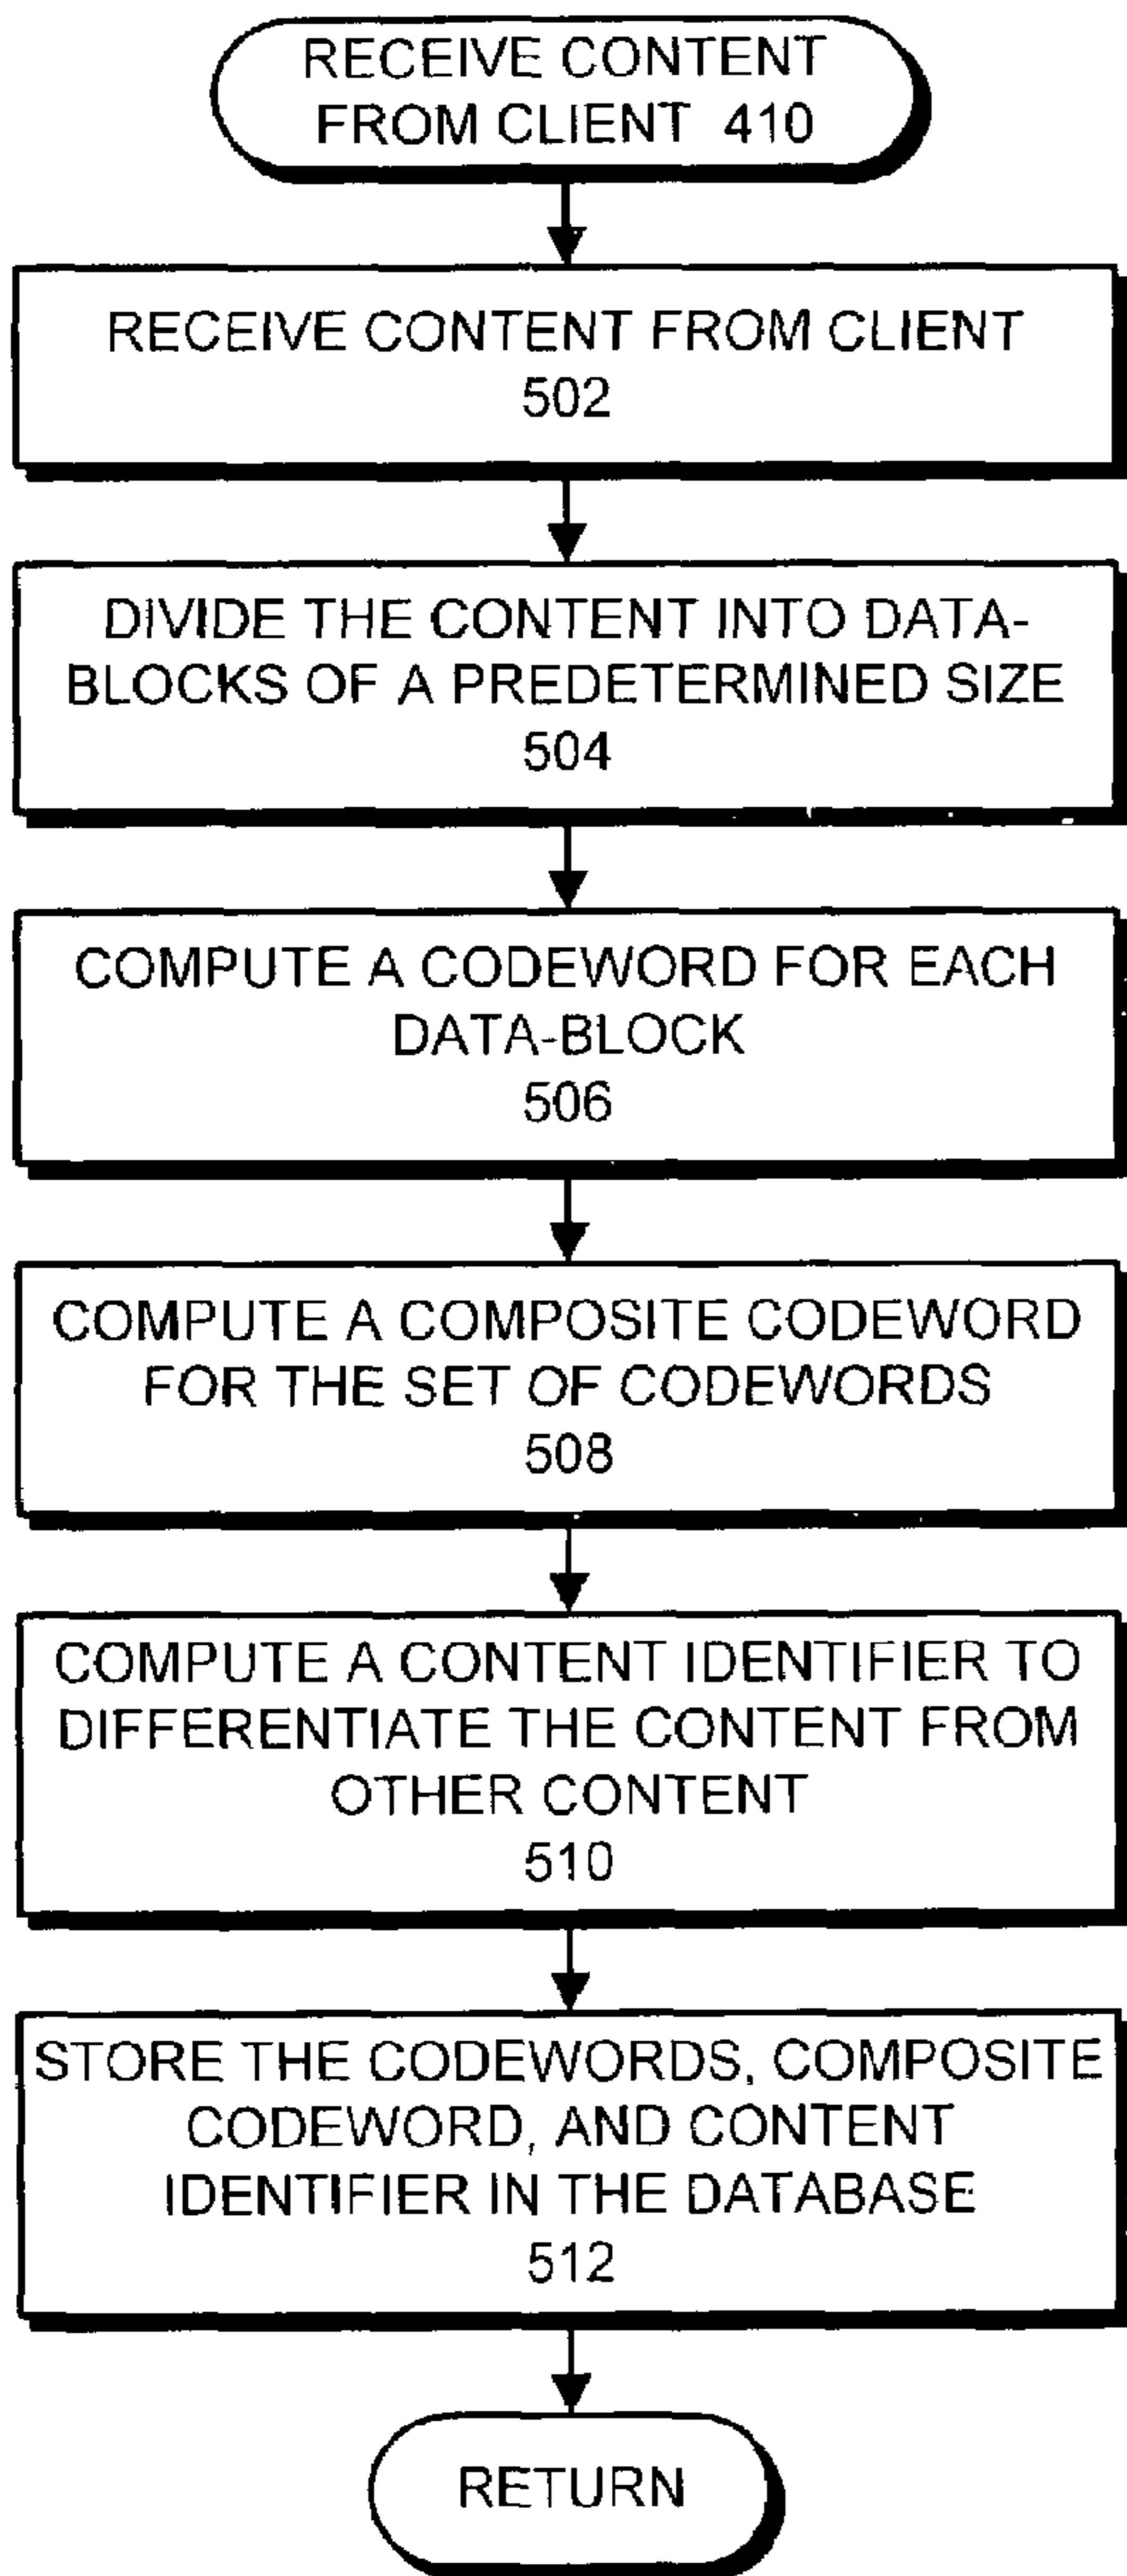 RECEIVE CONTENT
FROM CLIENT 410
RECEIVE CONTENT FROM CLIENT
502
DIVIDE THE CONTENT INTO DATA-
BLOCKS OF A PREDETERMINED SIZE
504
COMPUTE A CODEWORD FOR EACH
DATA-BLOCK
506
COMPUTE A COMPOSITE CODEWORD
FOR THE SET OF CODEWORDS
508
COMPUTE A CONTENT IDENTIFIER TO
DIFFERENTIATE THE CONTENT FROM
OTHER CONTENT
510
STORE THE CODEWORDS, COMPOSITE
CODEWORD, AND CONTENT
IDENTIFIER IN THE DATABASE
512
RETURN